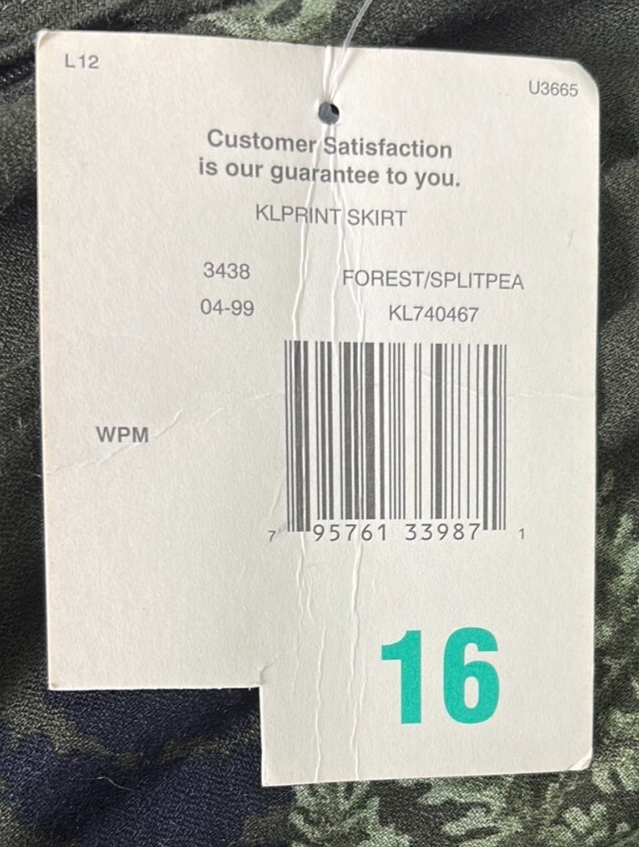 L12
U3665
Customer Satisfaction
is our guarantee to you.
KLPRINT SKIRT
3438 FOREST/SPLITPEA
04-99 KL740467
WPM
7 95761 33987 1
16